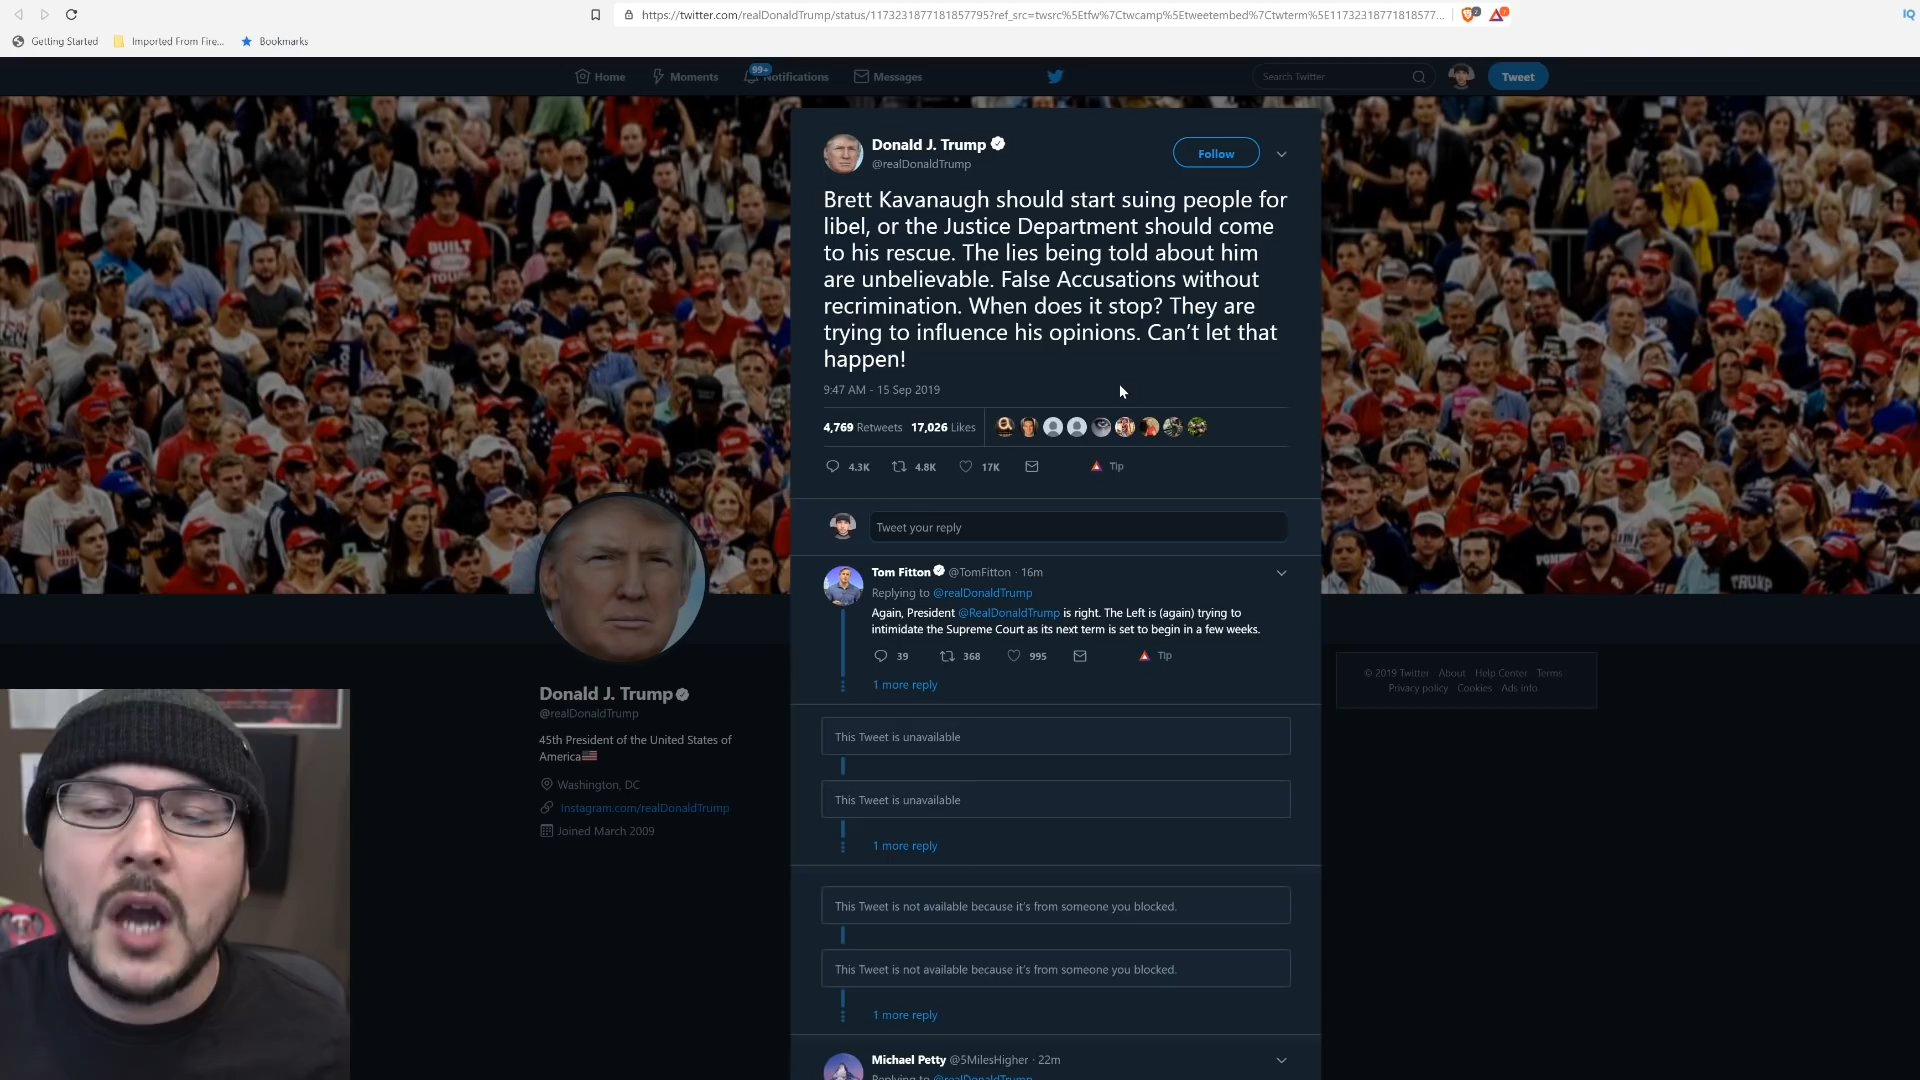 https://twitter.com/realDonaldTrump/status/1173231877181857795?ref_src=twsrc%5Etfw%7Ctwcamp%5Etweetembed%7Ctwterm%5E11732318771818577...
IQ
Getting Started
Imported From Fire...
Bookmarks
Home
Moments
99+
Notifications
Messages
Search Twitter
Tweet
BUILT
Donald J. Trump
@realDonaldTrump
Follow
Brett Kavanaugh should start suing people for
libel, or the Justice Department should come
to his rescue. The lies being told about him
are unbelievable. False Accusations without
recrimination. When does it stop? They are
trying to influence his opinions. Can’t let that
happen!
9:47 AM - 15 Sep 2019
4,769 Retweets 17,026 Likes
4.3K
4.8K
17K
Tip
Tweet your reply
Tom Fitton @TomFitton · 16m
Replying to @realDonaldTrump
Again, President @RealDonaldTrump is right. The Left is (again) trying to
intimidate the Supreme Court as its next term is set to begin in a few weeks.
39
368
995
Tip
1 more reply
This Tweet is unavailable
This Tweet is unavailable
1 more reply
This Tweet is not available because it's from someone you blocked.
This Tweet is not available because it's from someone you blocked.
1 more reply
Michael Petty @5MilesHigher · 22m
Replying to @realDonaldTrump
Donald J. Trump
@realDonaldTrump
45th President of the United States of
America
Washington, DC
Instagram.com/realDonaldTrump
Joined March 2009
TRUMP
© 2019 Twitter About Help Center Terms
Privacy policy Cookies Ads info